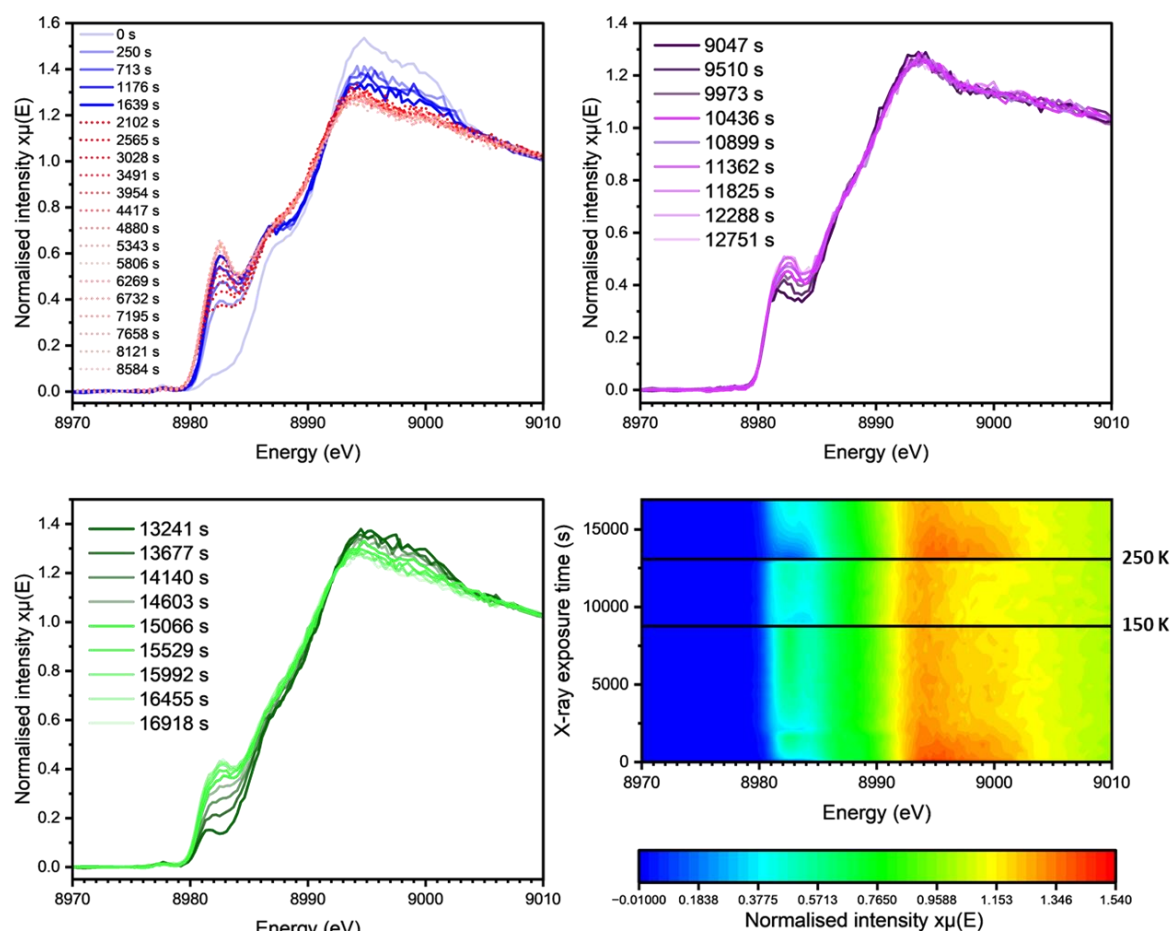 Normalised intensity xμ(E)
1.6
1.4
1.2
1.0
0.8
0.6
0.4
0.2
0.0
0 s
250 s
713 s
1176 s
1639 s
2102 s
2565 s
3028 s
3491 s
3954 s
4417 s
4880 s
5343 s
5806 s
6269 s
6732 s
7195 s
7658 s
8121 s
8584 s
8970 8980 8990 9000 9010
Energy (eV)
Normalised intensity xμ(E)
1.4
1.2
1.0
0.8
0.6
0.4
0.2
0.0
9047 s
9510 s
9973 s
10436 s
10899 s
11362 s
11825 s
12288 s
12751 s
8970 8980 8990 9000 9010
Energy (eV)
Normalised intensity xμ(E)
1.4
1.2
1.0
0.8
0.6
0.4
0.2
0.0
13241 s
13677 s
14140 s
14603 s
15066 s
15529 s
15992 s
16455 s
16918 s
8970 8980 8990 9000 9010
Energy (eV)
X-ray exposure time (s)
15000
10000
5000
0
250 K
150 K
8970 8980 8990 9000 9010
Energy (eV)
−0.01000 0.1838 0.3775 0.5713 0.7650 0.9588 1.153 1.346 1.540
Normalised intensity xμ(E)